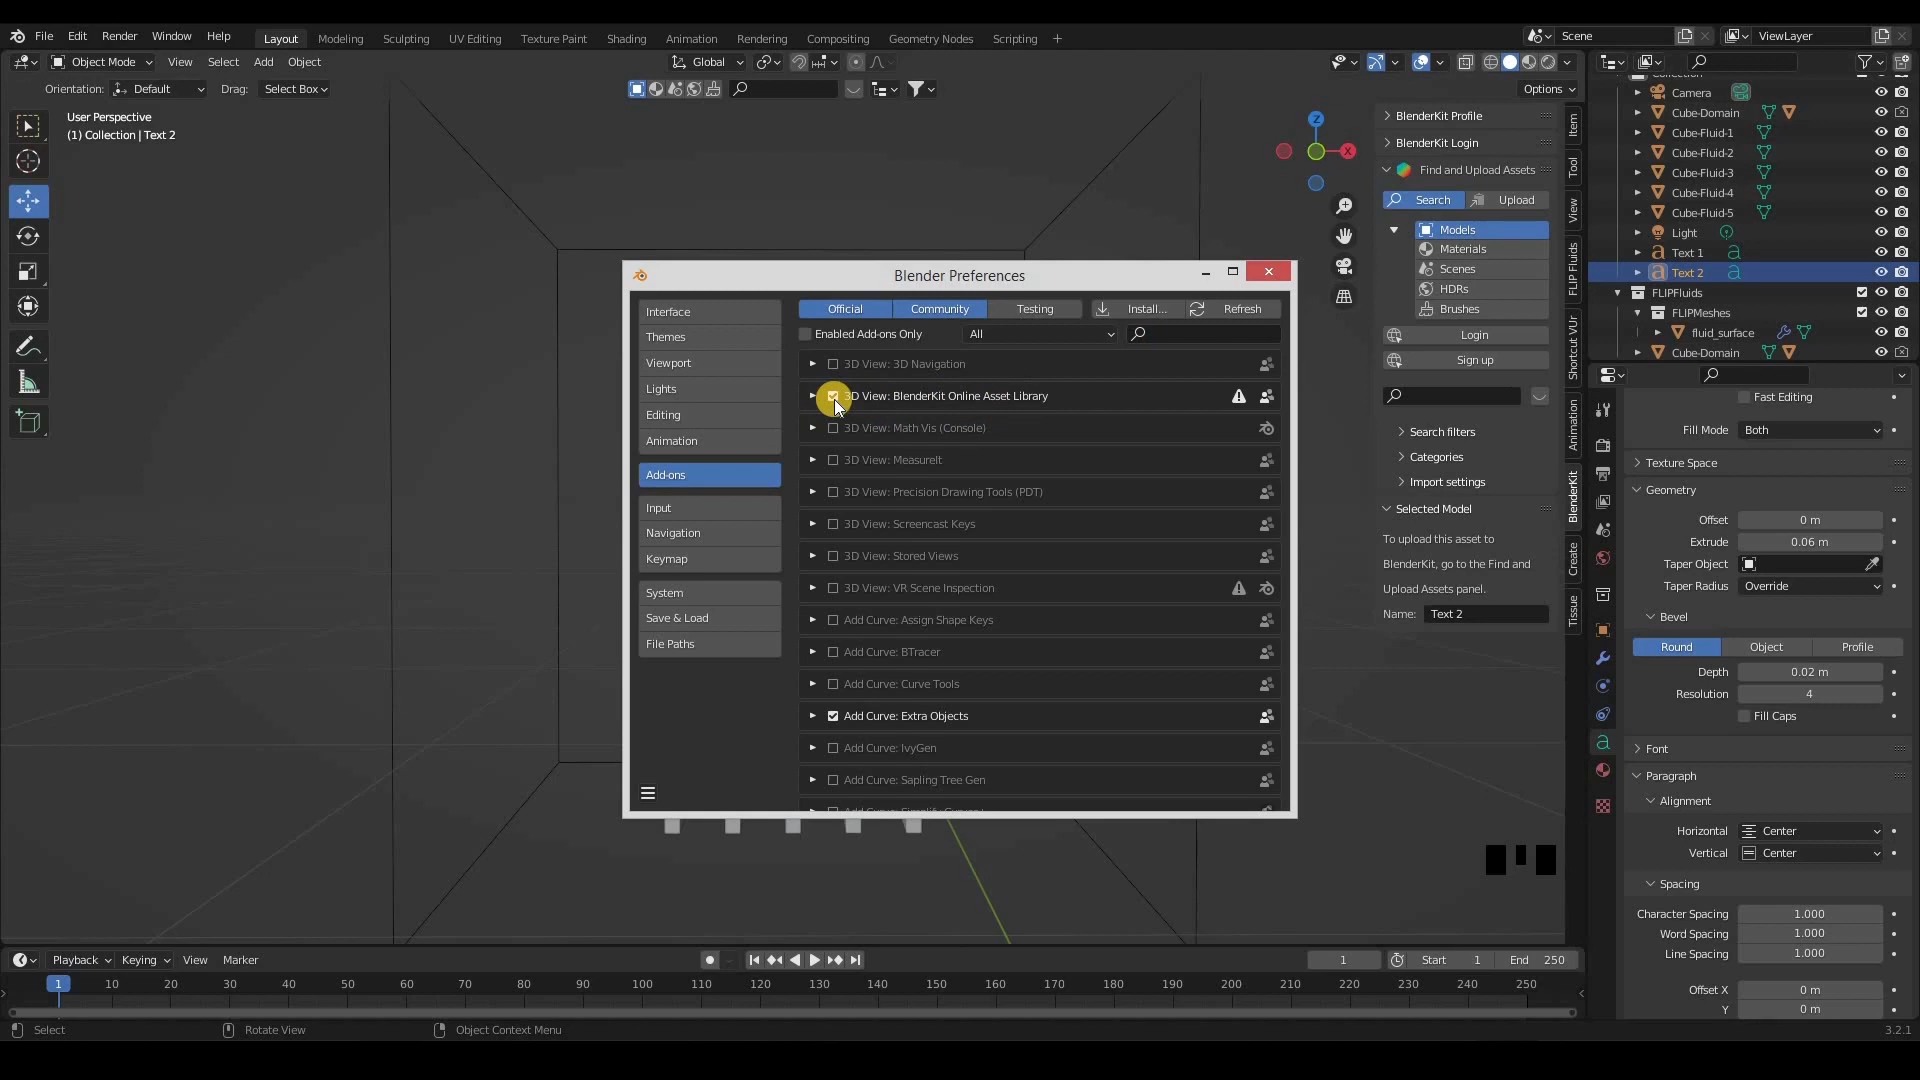 File Edit Render Window Help
Layout Modeling Sculpting UV Editing Texture Paint Shading Animation Rendering Compositing Geometry Nodes Scripting +
Scene
ViewLayer
Object Mode View Select Add Object
Global
Orientation: Default Drag: Select Box
Options
User Perspective
(1) Collection | Text 2
Z
X
BlenderKit Profile
BlenderKit Login
Find and Upload Assets
Search Upload
Models
Materials
Scenes
HDRs
Brushes
Login
Sign up
Search filters
Categories
Import settings
Selected Model
To upload this asset to
BlenderKit, go to the Find and
Upload Assets panel.
Name: Text 2
Item
Tool
View
FLIP Fluids
Shortcut VUr
Animation
BlenderKit
Create
Tissue
Collection
Camera
Cube-Domain
Cube-Fluid-1
Cube-Fluid-2
Cube-Fluid-3
Cube-Fluid-4
Cube-Fluid-5
Light
Text 1
Text 2
FLIPFluids
FLIPMeshes
fluid_surface
Cube-Domain
Blender Preferences
Interface
Themes
Viewport
Lights
Editing
Animation
Add-ons
Input
Navigation
Keymap
System
Save & Load
File Paths
Official Community Testing Install... Refresh
Enabled Add-ons Only All
3D View: 3D Navigation
3D View: BlenderKit Online Asset Library
3D View: Math Vis (Console)
3D View: MeasureIt
3D View: Precision Drawing Tools (PDT)
3D View: Screencast Keys
3D View: Stored Views
3D View: VR Scene Inspection
Add Curve: Assign Shape Keys
Add Curve: BTracer
Add Curve: Curve Tools
Add Curve: Extra Objects
Add Curve: IvyGen
Add Curve: Sapling Tree Gen
Fast Editing
Fill Mode Both
Texture Space
Geometry
Offset 0 m
Extrude 0.06 m
Taper Object
Taper Radius Override
Bevel
Round Object Profile
Depth 0.02 m
Resolution 4
Fill Caps
Font
Paragraph
Alignment
Horizontal Center
Vertical Center
Spacing
Character Spacing 1.000
Word Spacing 1.000
Line Spacing 1.000
Offset X 0 m
Y 0 m
Playback Keying View Marker
1 Start 1 End 250
1 10 20 30 40 50 60 70 80 90 100 110 120 130 140 150 160 170 180 190 200 210 220 230 240 250
Select Rotate View Object Context Menu
3.2.1